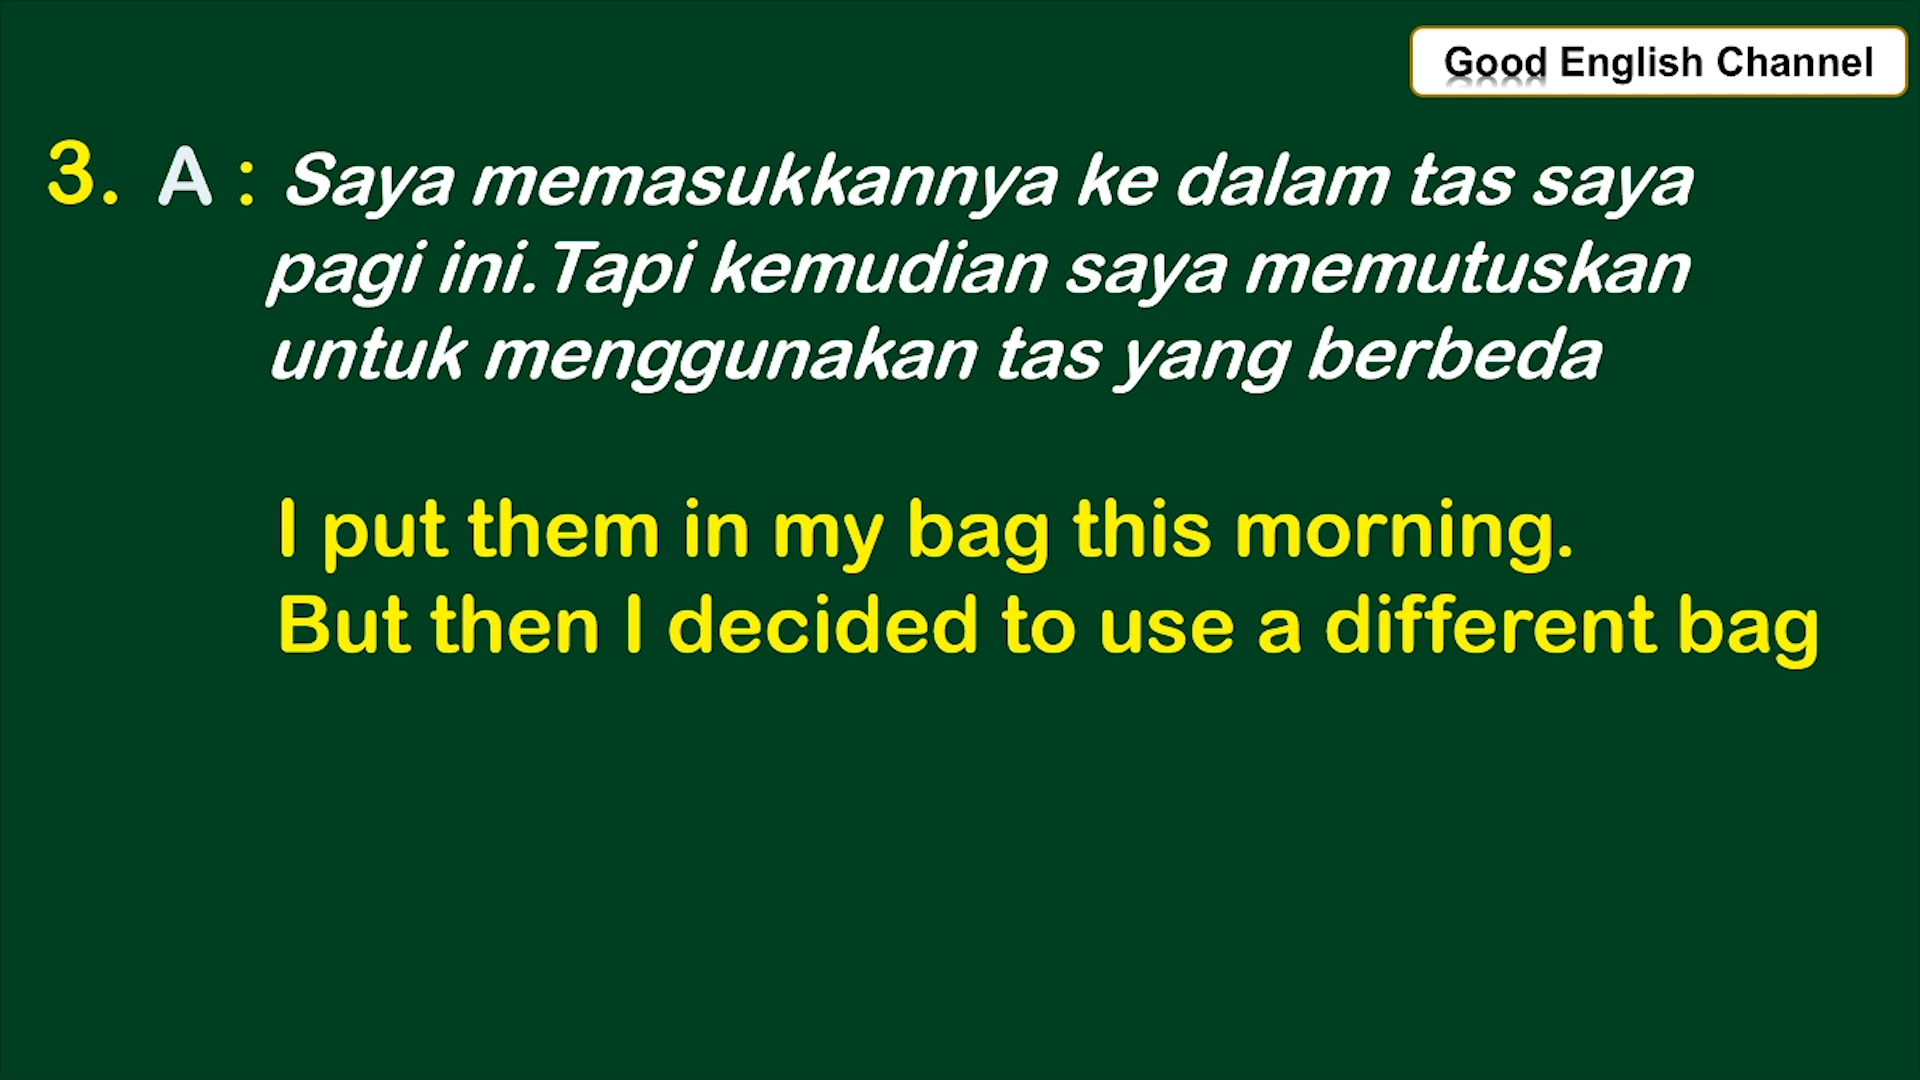 Good English Channel
3. A : Saya memasukkannya ke dalam tas saya
pagi ini. Tapi kemudian saya memutuskan
untuk menggunakan tas yang berbeda
I put them in my bag this morning.
But then I decided to use a different bag